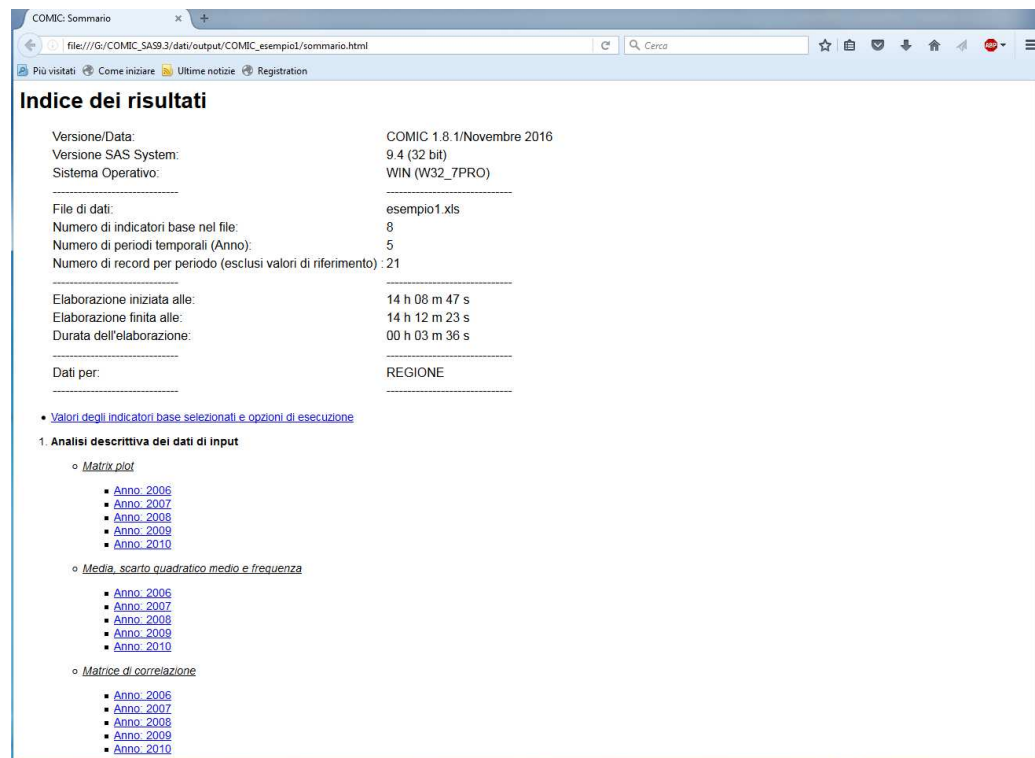 COMIC: Sommario × +
file:///G:/COMIC_SAS9.3/dati/output/COMIC_esempio1/sommario.html
Cerca
ABP
Più visitati Come iniziare Ultime notizie Registration
Indice dei risultati
Versione/Data: COMIC 1.8.1/Novembre 2016
Versione SAS System: 9.4 (32 bit)
Sistema Operativo: WIN (W32_7PRO)
------------------------------ ------------------------------
File di dati: esempio1.xls
Numero di indicatori base nel file: 8
Numero di periodi temporali (Anno): 5
Numero di record per periodo (esclusi valori di riferimento) : 21
------------------------------ ------------------------------
Elaborazione iniziata alle: 14 h 08 m 47 s
Elaborazione finita alle: 14 h 12 m 23 s
Durata dell'elaborazione: 00 h 03 m 36 s
------------------------------ ------------------------------
Dati per: REGIONE
------------------------------ ------------------------------
• Valori degli indicatori base selezionati e opzioni di esecuzione
1. Analisi descrittiva dei dati di input
Matrix plot
Anno: 2006
Anno: 2007
Anno: 2008
Anno: 2009
Anno: 2010
Media, scarto quadratico medio e frequenza
Anno: 2006
Anno: 2007
Anno: 2008
Anno: 2009
Anno: 2010
Matrice di correlazione
Anno: 2006
Anno: 2007
Anno: 2008
Anno: 2009
Anno: 2010